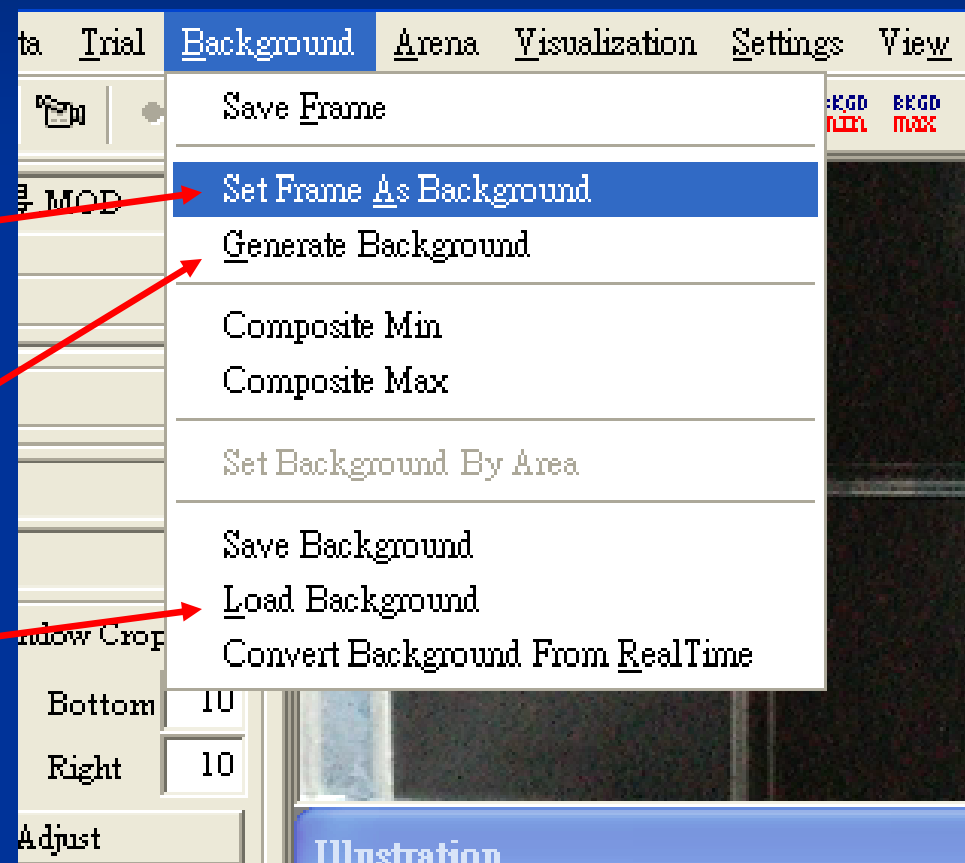 ta Trial Background Arena Visualization Settings View
Save Frame
BKGD
min
BKGD
max
Set Frame As Background
MOD
Generate Background
Composite Min
Composite Max
Set Background By Area
Save Background
Load Background
ndow Crop
Convert Background From RealTime
Bottom 10
Right 10
Adjust
Illustration